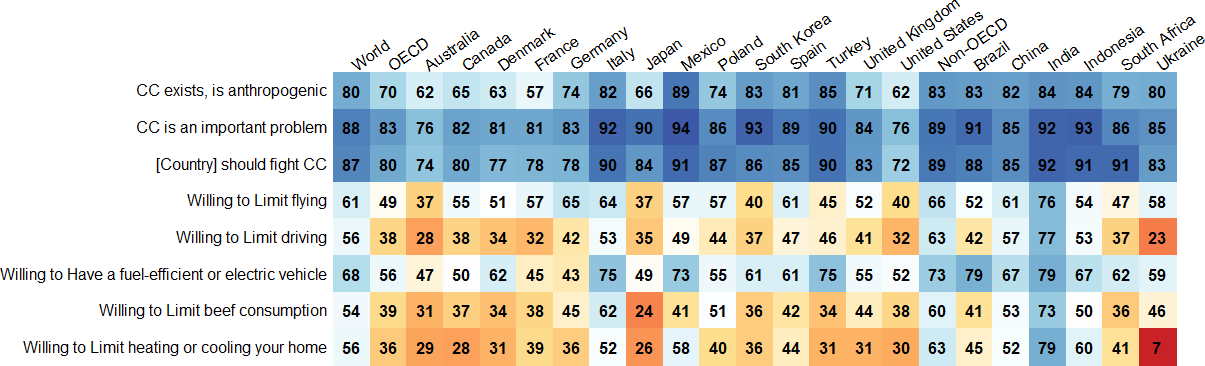 World OECD Australia Canada Denmark France Germany Italy Japan Mexico Poland South Korea Spain Turkey United Kingdom United States Non-OECD Brazil China India Indonesia South Africa Ukraine
CC exists, is anthropogenic 80 70 62 65 63 57 74 82 66 89 74 83 81 85 71 62 83 83 82 84 84 79 80
CC is an important problem 88 83 76 82 81 81 83 92 90 94 86 93 89 90 84 76 89 91 85 92 93 86 85
[Country] should fight CC 87 80 74 80 77 78 78 90 84 91 87 86 85 90 83 72 89 88 85 92 91 91 83
Willing to Limit flying 61 49 37 55 51 57 65 64 37 57 57 40 61 45 52 40 66 52 61 76 54 47 58
Willing to Limit driving 56 38 28 38 34 32 42 53 35 49 44 37 47 46 41 32 63 42 57 77 53 37 23
Willing to Have a fuel-efficient or electric vehicle 68 56 47 50 62 45 43 75 49 73 55 61 61 75 55 52 73 79 67 79 67 62 59
Willing to Limit beef consumption 54 39 31 37 34 38 45 62 24 41 51 36 42 34 44 38 60 41 53 73 50 36 46
Willing to Limit heating or cooling your home 56 36 29 28 31 39 36 52 26 58 40 36 44 31 31 30 63 45 52 79 60 41 7